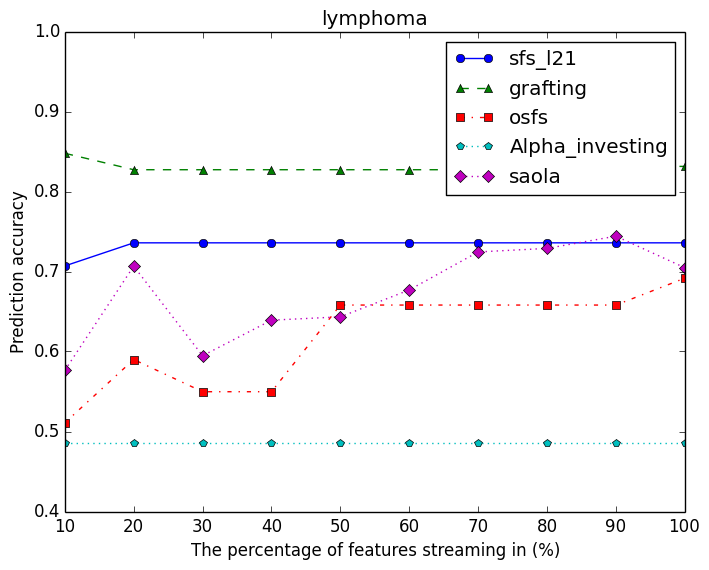 lymphoma
1.0
0.9
0.8
0.7
0.6
0.5
0.4
Prediction accuracy
sfs_l21
grafting
osfs
Alpha_investing
saola
10 20 30 40 50 60 70 80 90 100
The percentage of features streaming in (%)